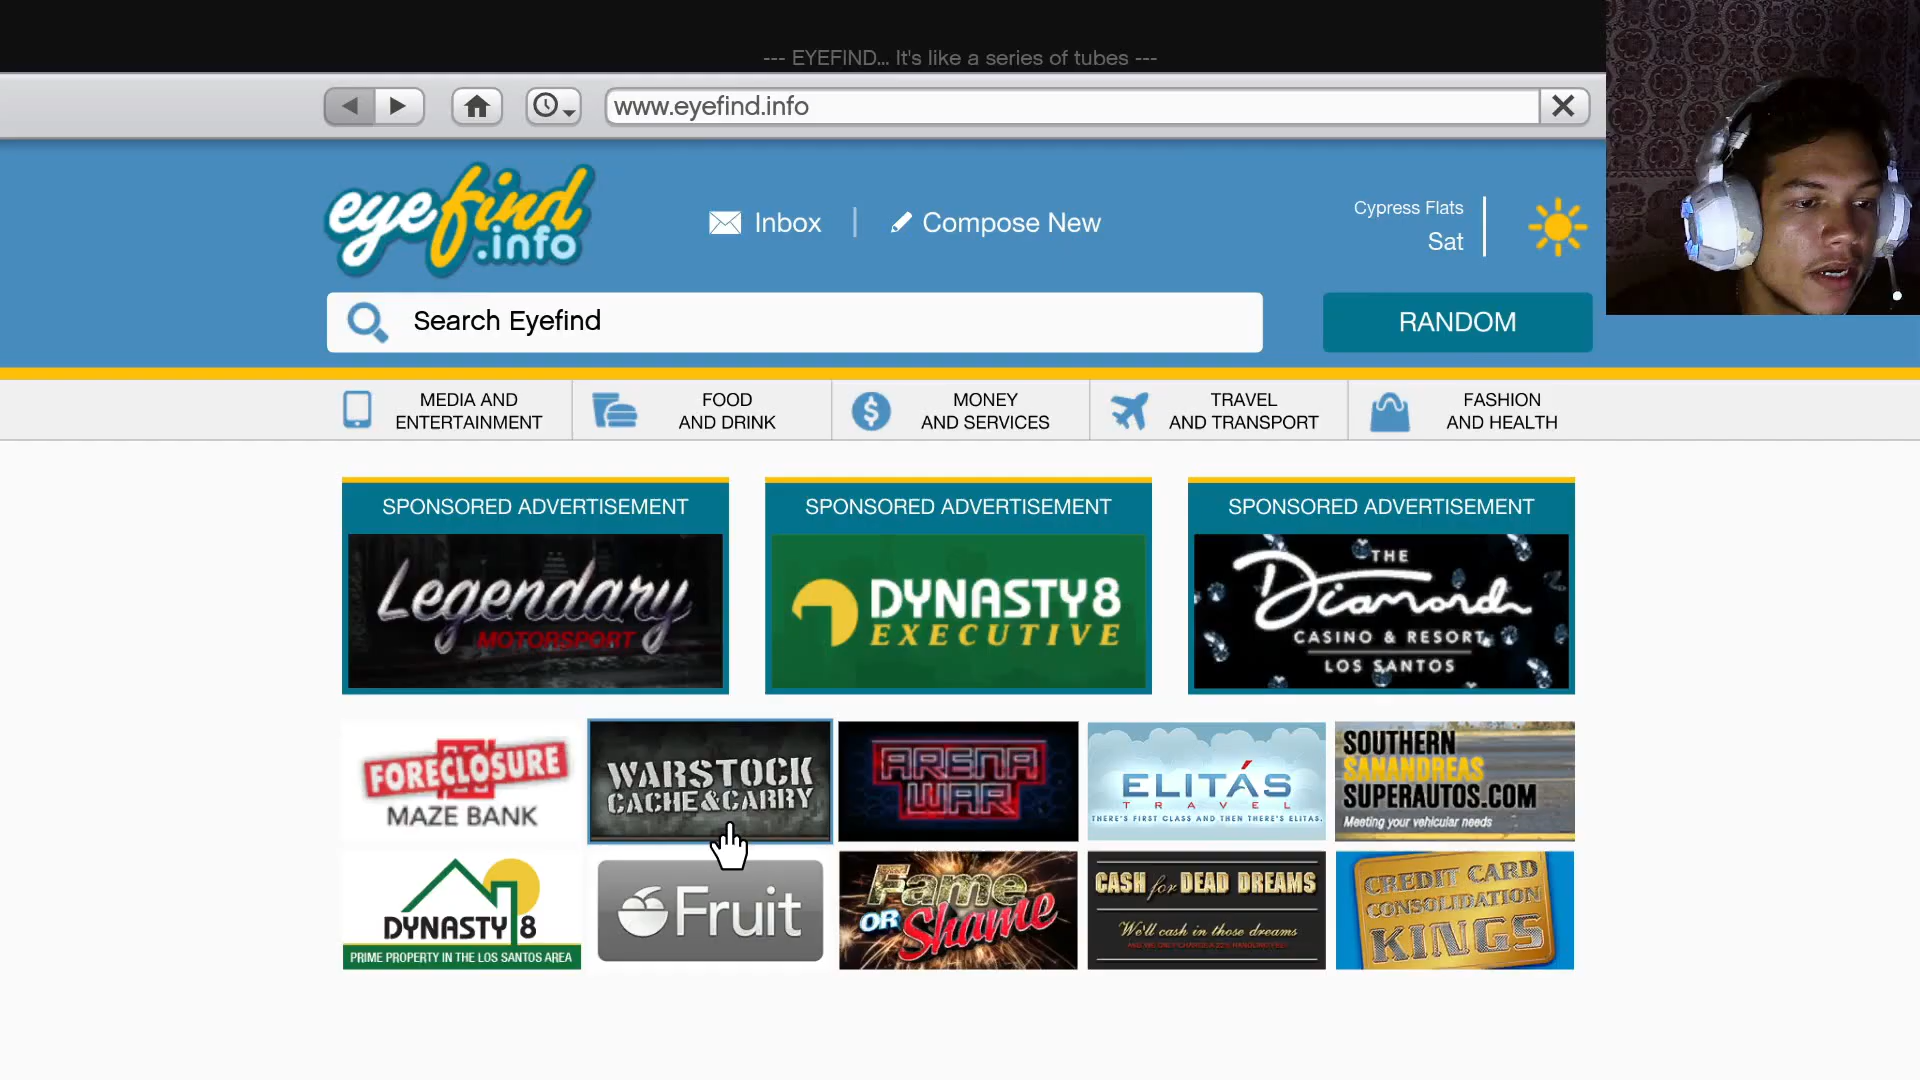 --- EYEFIND... It's like a series of tubes ---
www.eyefind.info
eyefind
.info
Inbox
Compose New
Cypress Flats
Sat
Search Eyefind
RANDOM
MEDIA AND
ENTERTAINMENT
FOOD
AND DRINK
MONEY
AND SERVICES
TRAVEL
AND TRANSPORT
FASHION
AND HEALTH
SPONSORED ADVERTISEMENT
Legendary
MOTORSPORT
SPONSORED ADVERTISEMENT
DYNASTY8
EXECUTIVE
SPONSORED ADVERTISEMENT
THE
Diamond
CASINO & RESORT
LOS SANTOS
FORECLOSURE
MAZE BANK
WARSTOCK
CACHE&CARRY
ARENA
WAR
ELITÁS
TRAVEL
THERE'S FIRST CLASS AND THEN THERE'S ELITAS.
SOUTHERN
SANANDREAS
SUPERAUTOS.COM
Meeting your vehicular needs
DYNASTY 8
PRIME PROPERTY IN THE LOS SANTOS AREA
Fruit
Fame
OR Shame
CASH for DEAD DREAMS
We'll cash in those dreams
CREDIT CARD
CONSOLIDATION
KINGS